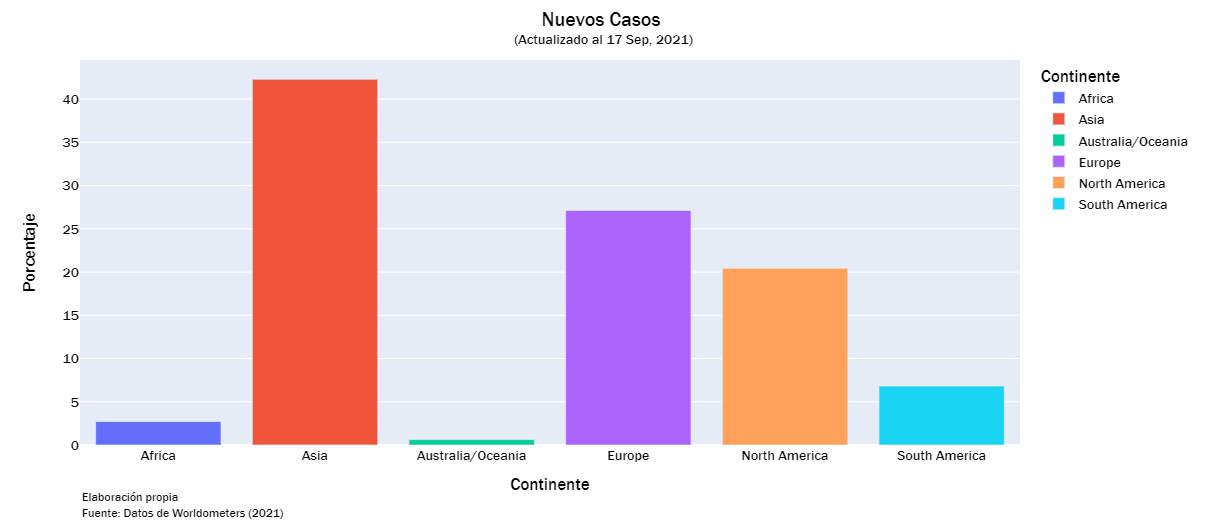 Nuevos Casos
(Actualizado al 17 Sep, 2021)
Porcentaje
40
35
30
25
20
15
10
5
0
Africa
Asia
Australia/Oceania
Europe
North America
South America
Continente
Continente
Africa
Asia
Australia/Oceania
Europe
North America
South America
Elaboración propia
Fuente: Datos de Worldometers (2021)